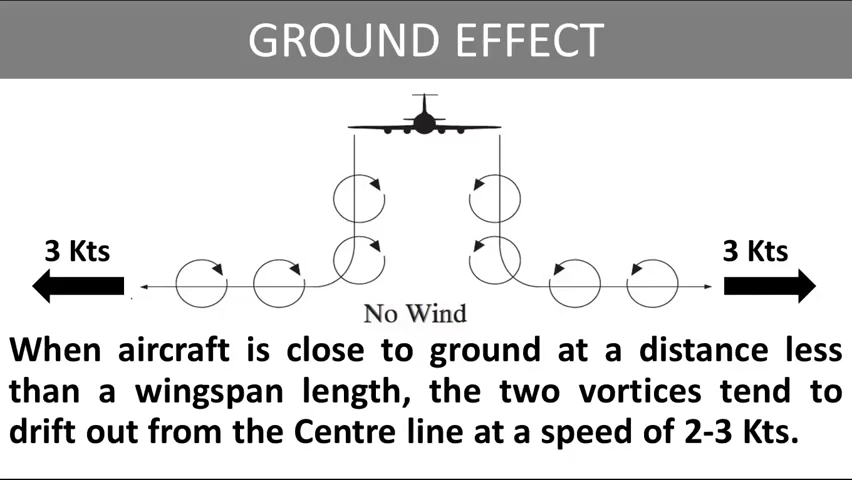 GROUND EFFECT
3 Kts
3 Kts
No Wind
When aircraft is close to ground at a distance less
than a wingspan length, the two vortices tend to
drift out from the Centre line at a speed of 2-3 Kts.